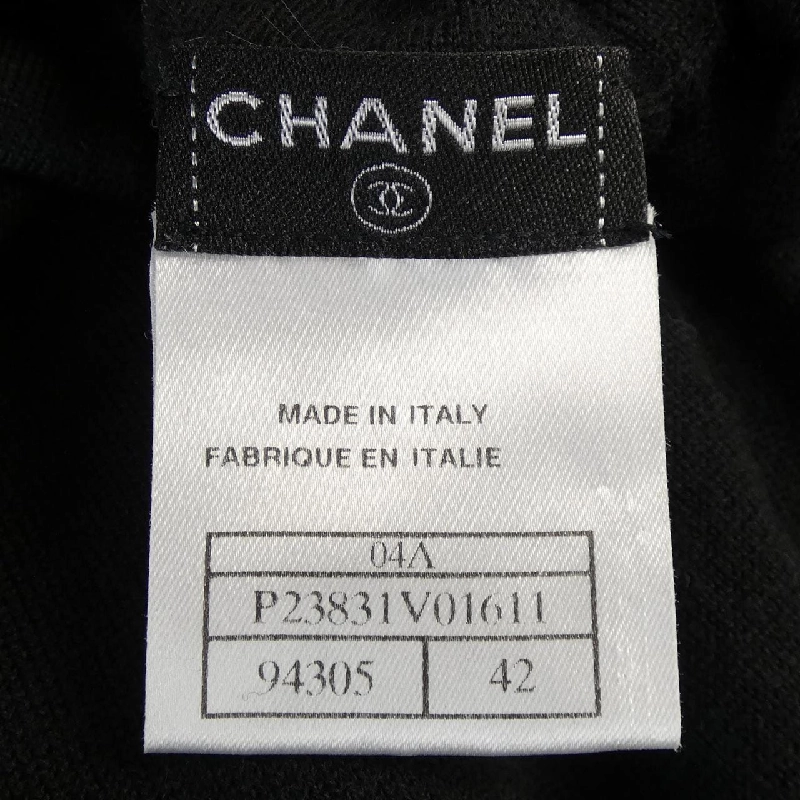 CHANEL
MADE IN ITALY
FABRIQUE EN ITALIE
04A
P23831V01611
94305 42